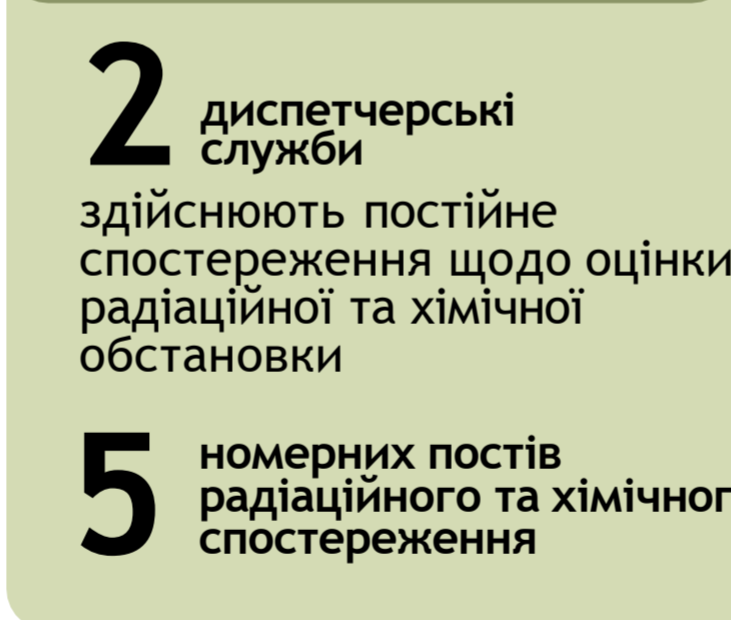 2 диспетчерські
служби
здійснюють постійне
спостереження щодо оцінки
радіаційної та хімічної
обстановки
5 номерних постів
радіаційного та хімічног
спостереження